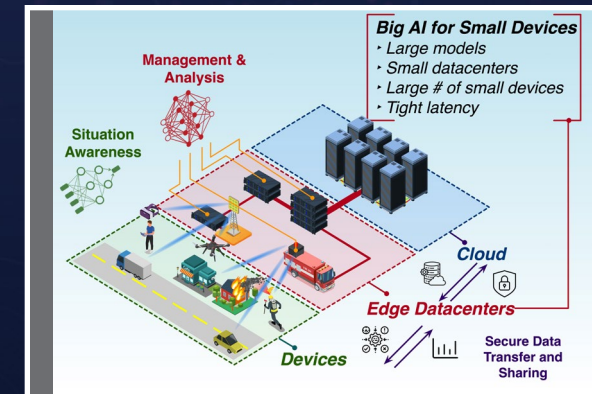 Big AI for Small Devices
‣ Large models
‣ Small datacenters
‣ Large # of small devices
‣ Tight latency
Management &
Analysis
Situation
Awareness
Cloud
Edge Datacenters
Devices
Secure Data
Transfer and
Sharing